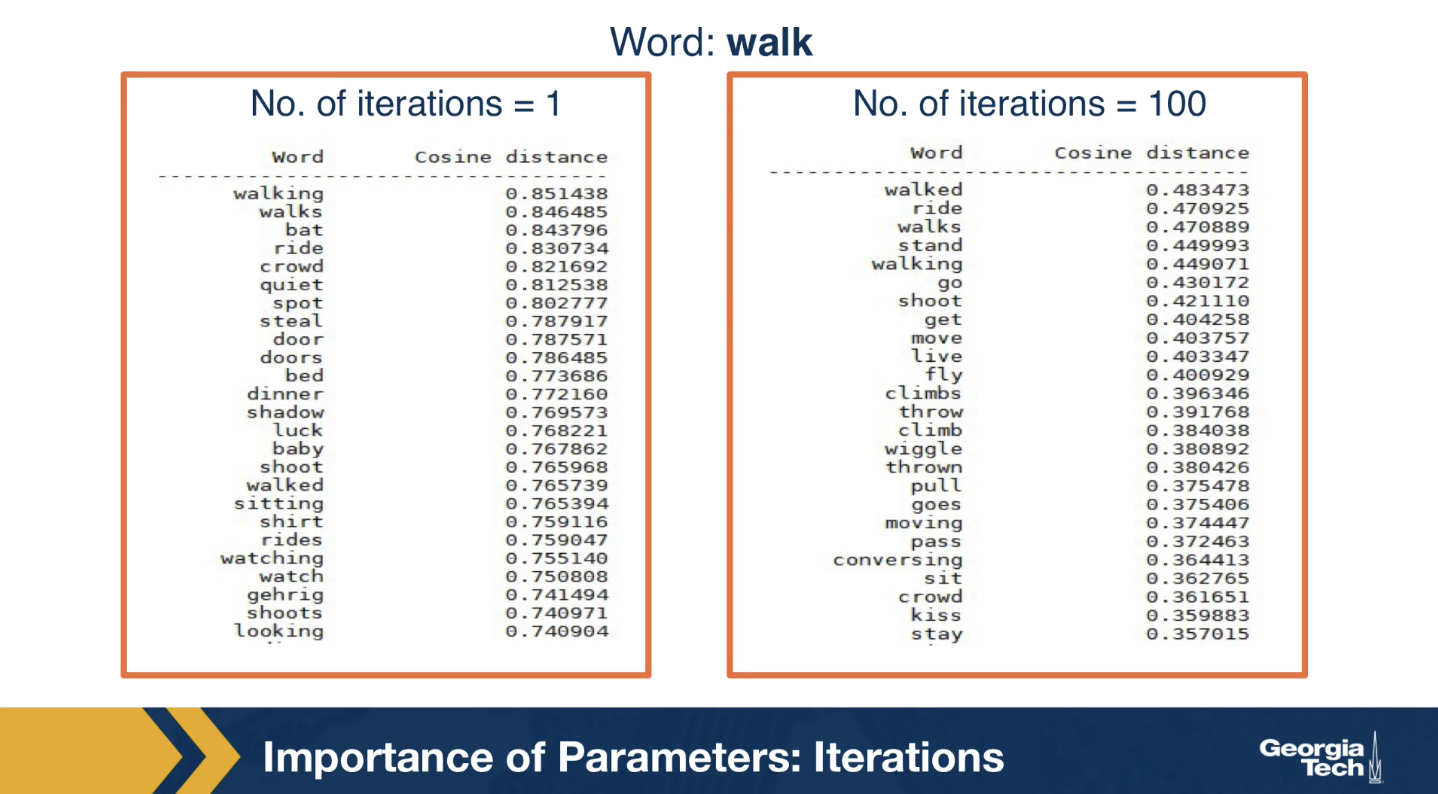 Word: walk
No. of iterations = 1
Word Cosine distance
------------------------------------
walking 0.851438
walks 0.846485
bat 0.843796
ride 0.830734
crowd 0.821692
quiet 0.812538
spot 0.802777
steal 0.787917
door 0.787571
doors 0.786485
bed 0.773686
dinner 0.772160
shadow 0.769573
luck 0.768221
baby 0.767862
shoot 0.765968
walked 0.765739
sitting 0.765394
shirt 0.759116
rides 0.759047
watching 0.755140
watch 0.750808
gehrig 0.741494
shoots 0.740971
looking 0.740904
No. of iterations = 100
Word Cosine distance
------------------------------------
walked 0.483473
ride 0.470925
walks 0.470889
stand 0.449993
walking 0.449071
go 0.430172
shoot 0.421110
get 0.404258
move 0.403757
live 0.403347
fly 0.400929
climbs 0.396346
throw 0.391768
climb 0.384038
wiggle 0.380892
thrown 0.380426
pull 0.375478
goes 0.375406
moving 0.374447
pass 0.372463
conversing 0.364413
sit 0.362765
crowd 0.361651
kiss 0.359883
stay 0.357015
Importance of Parameters: Iterations
Georgia
Tech